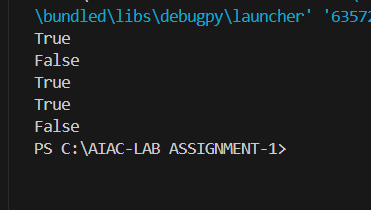 \bundled\libs\debugpy\launcher' '63572
True
False
True
True
False
PS C:\AIAC-LAB ASSIGNMENT-1>